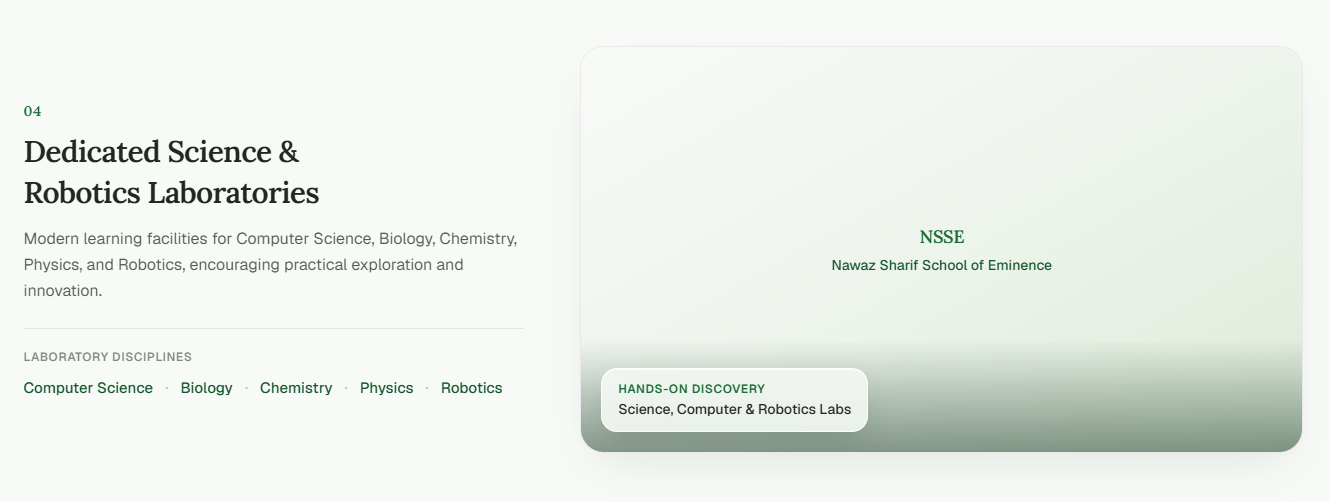 04
Dedicated Science &
Robotics Laboratories
Modern learning facilities for Computer Science, Biology, Chemistry,
Physics, and Robotics, encouraging practical exploration and
innovation.
LABORATORY DISCIPLINES
Computer Science · Biology · Chemistry · Physics · Robotics
NSSE
Nawaz Sharif School of Eminence
HANDS-ON DISCOVERY
Science, Computer & Robotics Labs